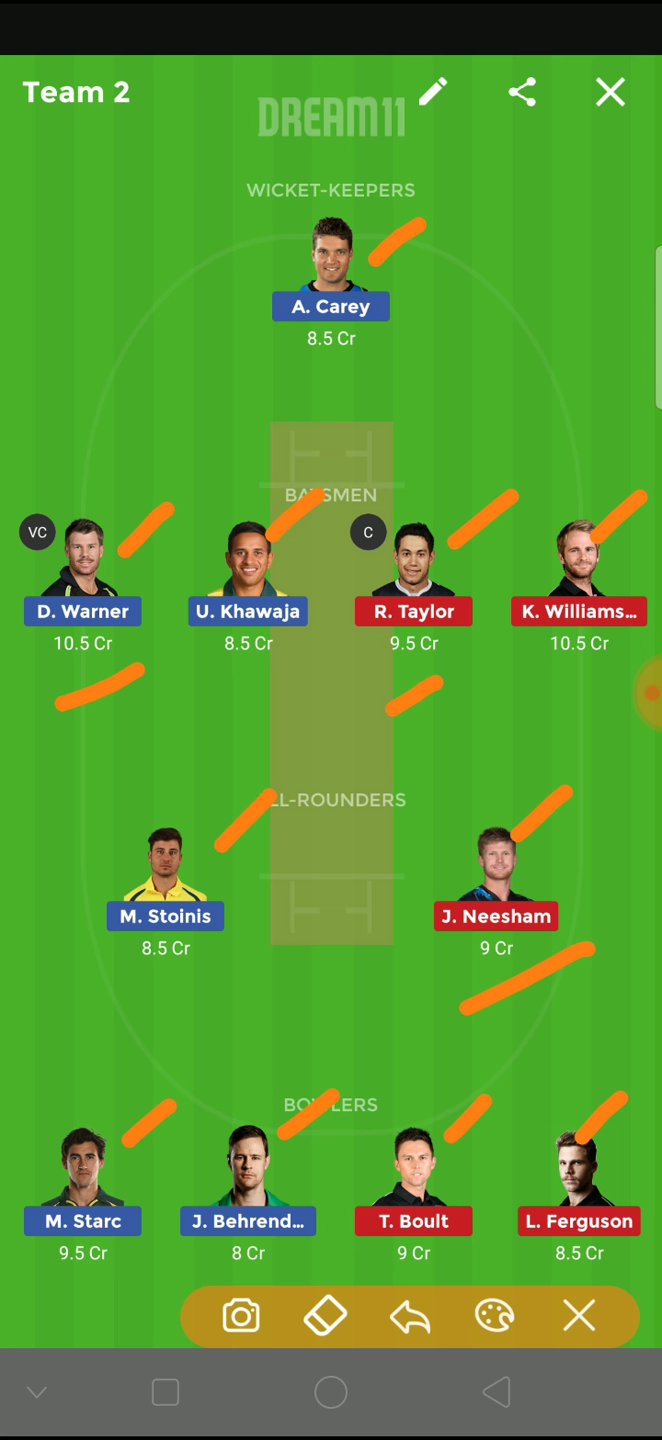 Team 2
DREAM11
WICKET-KEEPERS
A. Carey
8.5 Cr
BATSMEN
VC
C
D. Warner U. Khawaja R. Taylor K. Williams...
10.5 Cr 8.5 Cr 9.5 Cr 10.5 Cr
LL-ROUNDERS
M. Stoinis J. Neesham
8.5 Cr 9 Cr
BOWLERS
M. Starc J. Behrend... T. Boult L. Ferguson
9.5 Cr 8 Cr 9 Cr 8.5 Cr